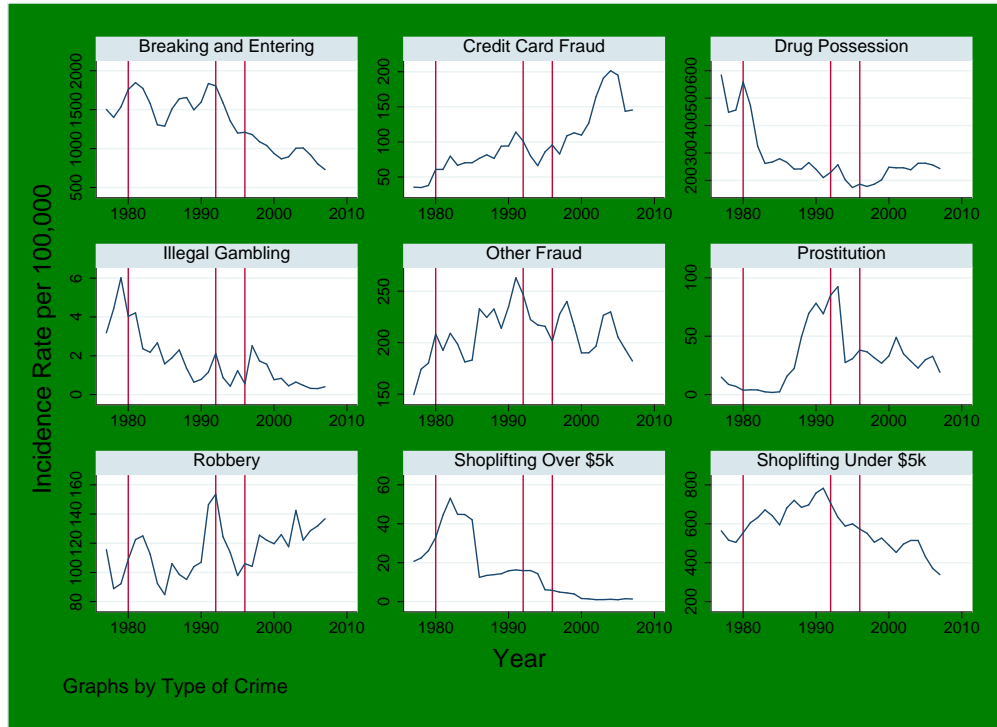 Breaking and Entering
Credit Card Fraud
Drug Possession
2000
1500
1000
500
1980 1990 2000 2010
200
150
100
50
1980 1990 2000 2010
600
500
400
300
200
1980 1990 2000 2010
Illegal Gambling
Other Fraud
Prostitution
6
4
2
0
1980 1990 2000 2010
250
200
150
1980 1990 2000 2010
100
50
0
1980 1990 2000 2010
Robbery
Shoplifting Over $5k
Shoplifting Under $5k
160
140
120
100
80
1980 1990 2000 2010
60
40
20
0
1980 1990 2000 2010
800
600
400
200
1980 1990 2000 2010
Incidence Rate per 100,000
Year
Graphs by Type of Crime